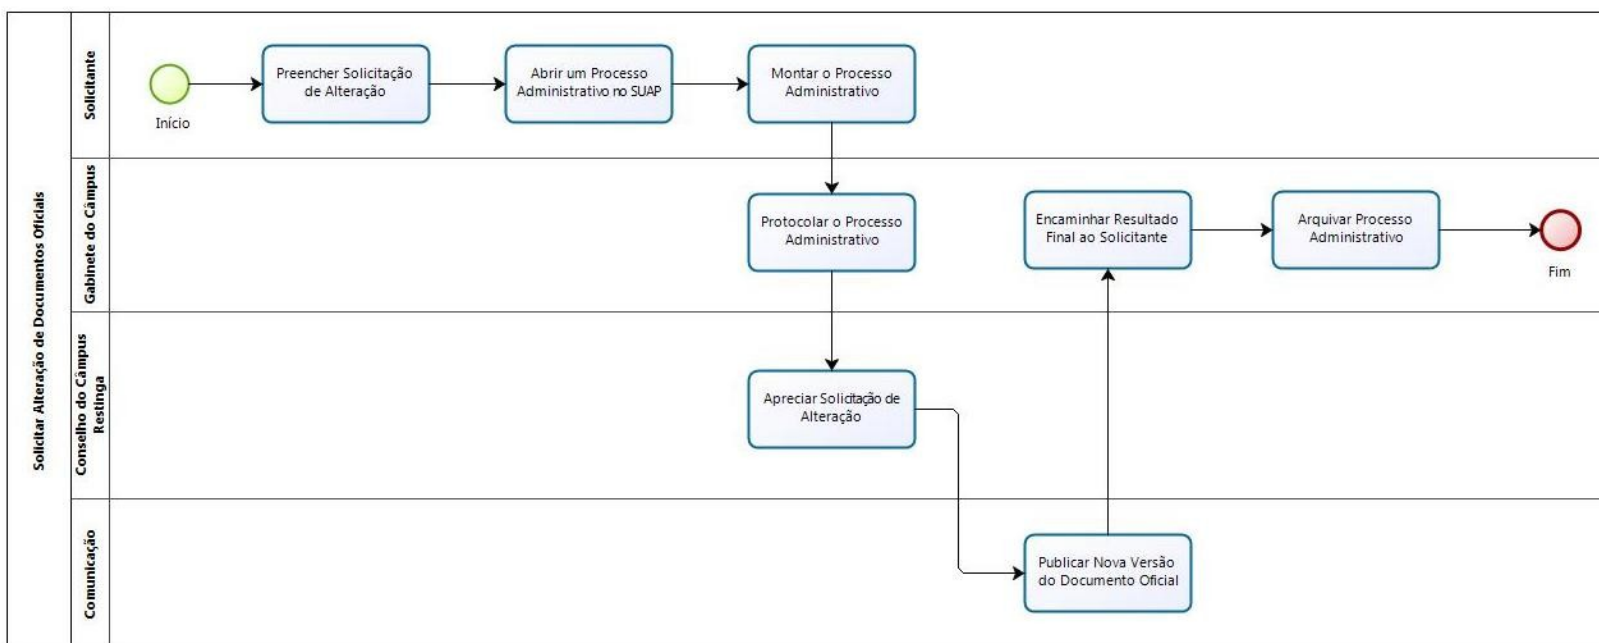 Solicitar Alteração de Documentos Oficiais
Solicitante
Início
Preencher Solicitação
de Alteração
Abrir um Processo
Administrativo no SUAP
Montar o Processo
Administrativo
Gabinete do Câmpus
Protocolar o Processo
Administrativo
Encaminhar Resultado
Final ao Solicitante
Arquivar Processo
Administrativo
Fim
Conselho do Câmpus
Restinga
Apreciar Solicitação de
Alteração
Comunicação
Publicar Nova Versão
do Documento Oficial